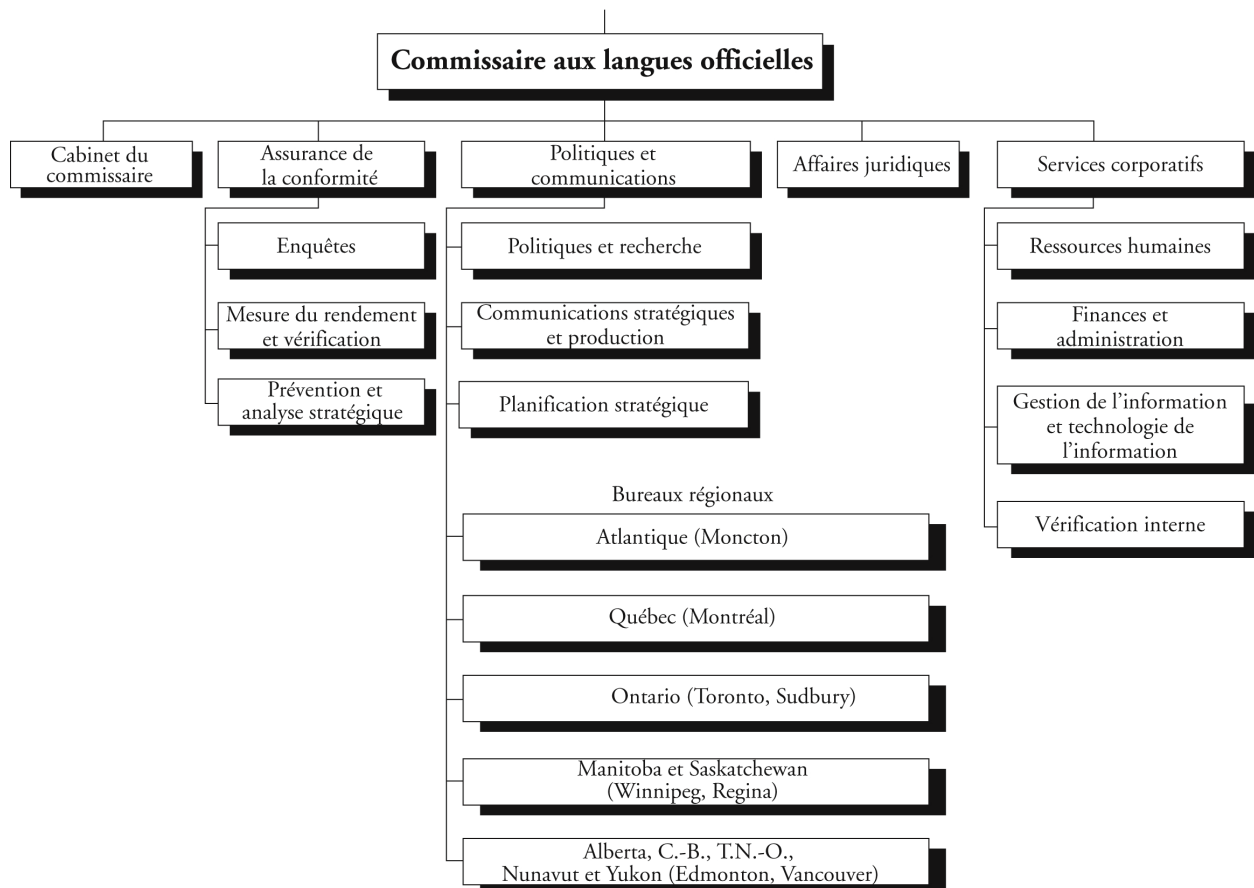 Commissaire aux langues officielles
Cabinet du
commissaire
Assurance de
la conformité
Politiques et
communications
Affaires juridiques
Services corporatifs
Enquêtes
Mesure du rendement
et vérification
Prévention et
analyse stratégique
Politiques et recherche
Communications stratégiques
et production
Planification stratégique
Bureaux régionaux
Atlantique (Moncton)
Québec (Montréal)
Ontario (Toronto, Sudbury)
Manitoba et Saskatchewan
(Winnipeg, Regina)
Alberta, C.-B., T.N.-O.,
Nunavut et Yukon (Edmonton, Vancouver)
Ressources humaines
Finances et
administration
Gestion de l’information
et technologie de
l’information
Vérification interne